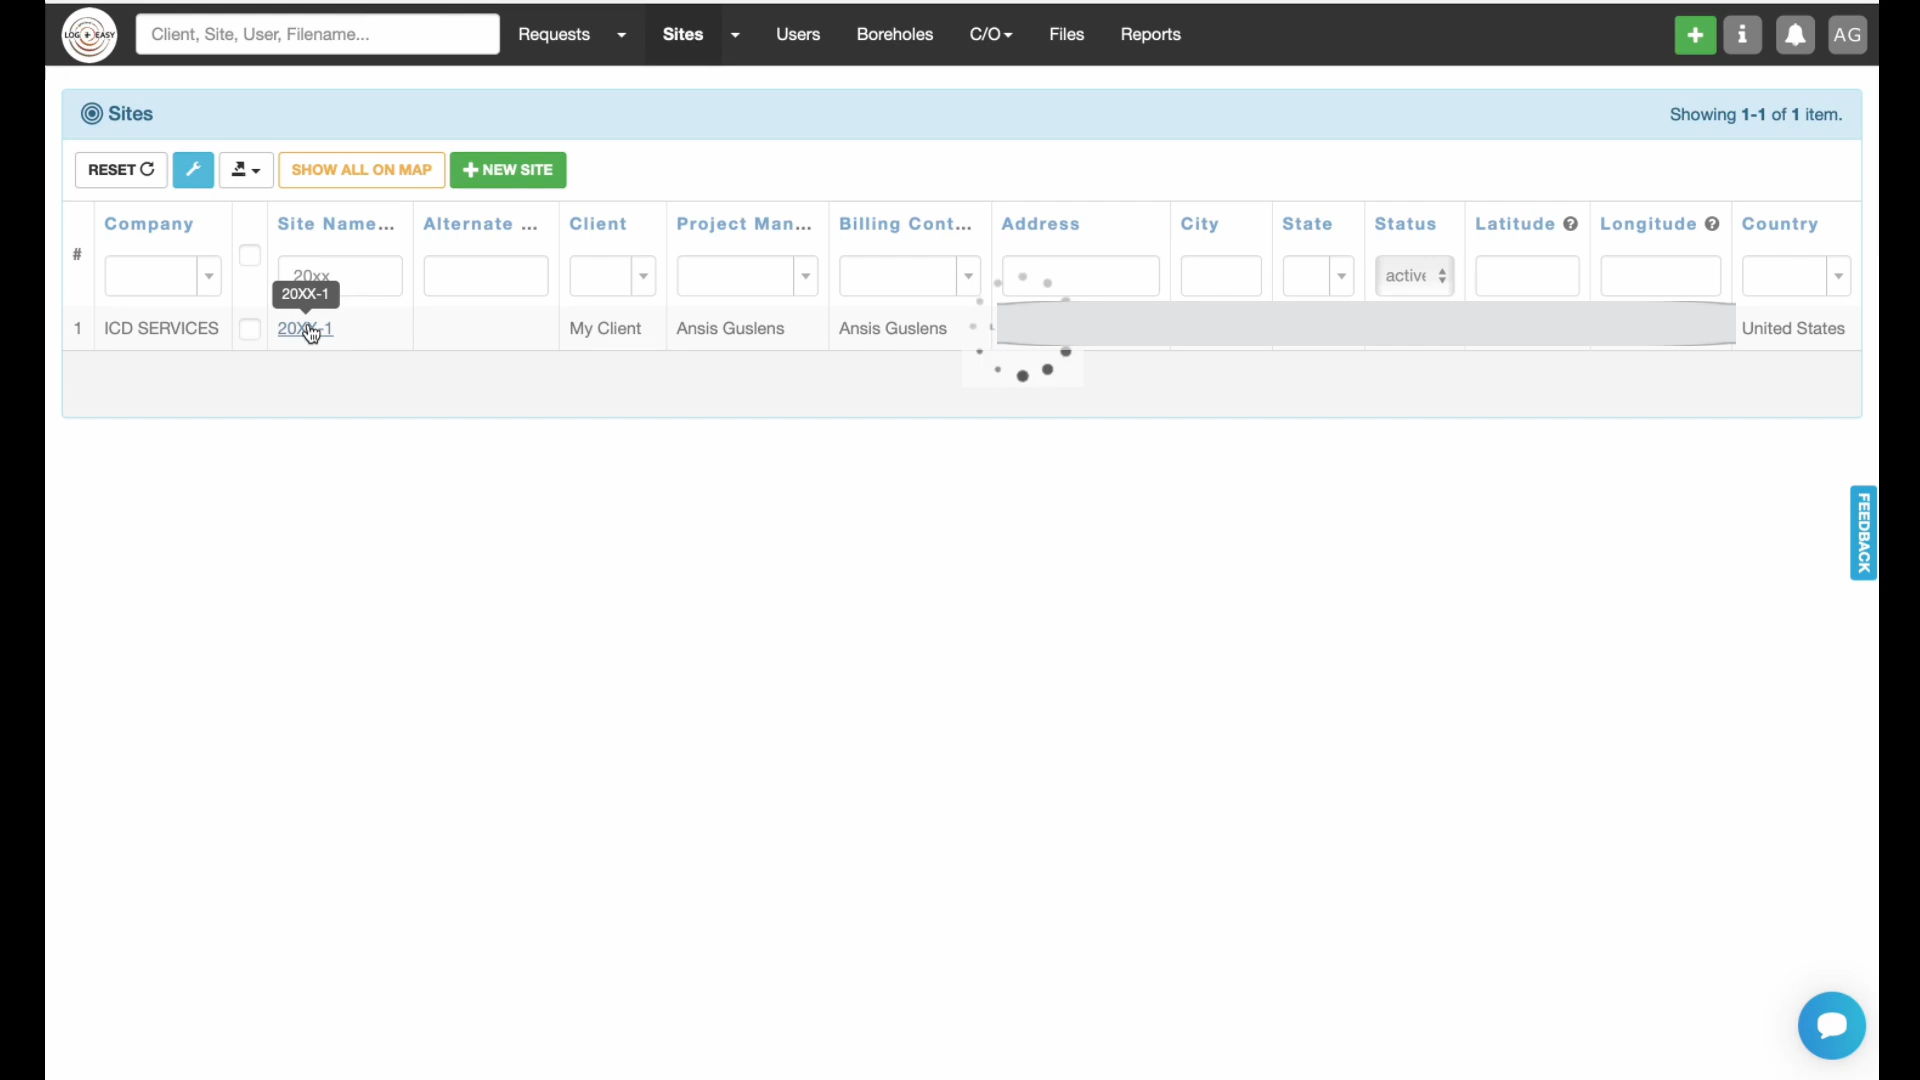 LOG EASY
Client, Site, User, Filename...
Requests
Sites
Users
Boreholes
C/O
Files
Reports
AG
Sites
Showing 1-1 of 1 item.
RESET
SHOW ALL ON MAP
NEW SITE
#
Company
Site Name...
Alternate ...
Client
Project Man...
Billing Cont...
Address
City
State
Status
Latitude
Longitude
Country
20xx
active
20XX-1
1
ICD SERVICES
20XX-1
My Client
Ansis Guslens
Ansis Guslens
United States
FEEDBACK